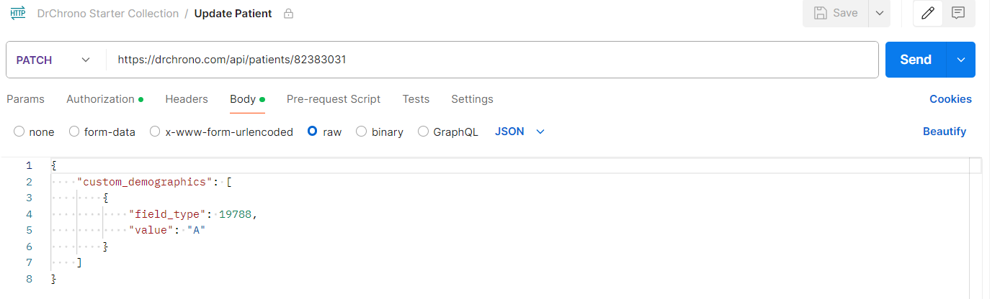 HTTP DrChrono Starter Collection / Update Patient Save
PATCH https://drchrono.com/api/patients/82383031 Send
Params Authorization Headers Body Pre-request Script Tests Settings Cookies
none form-data x-www-form-urlencoded raw binary GraphQL JSON Beautify
1 {
2 "custom_demographics": [
3 {
4 "field_type": 19788,
5 "value": "A"
6 }
7 ]
8 }